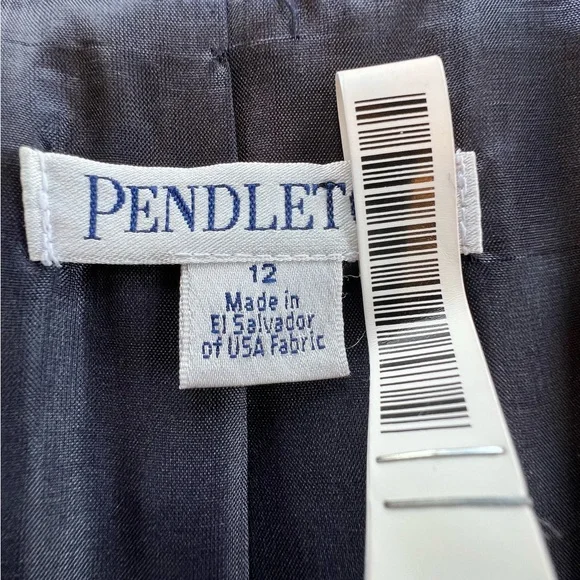 PENDLET
12
Made in
El Salvador
of USA Fabric